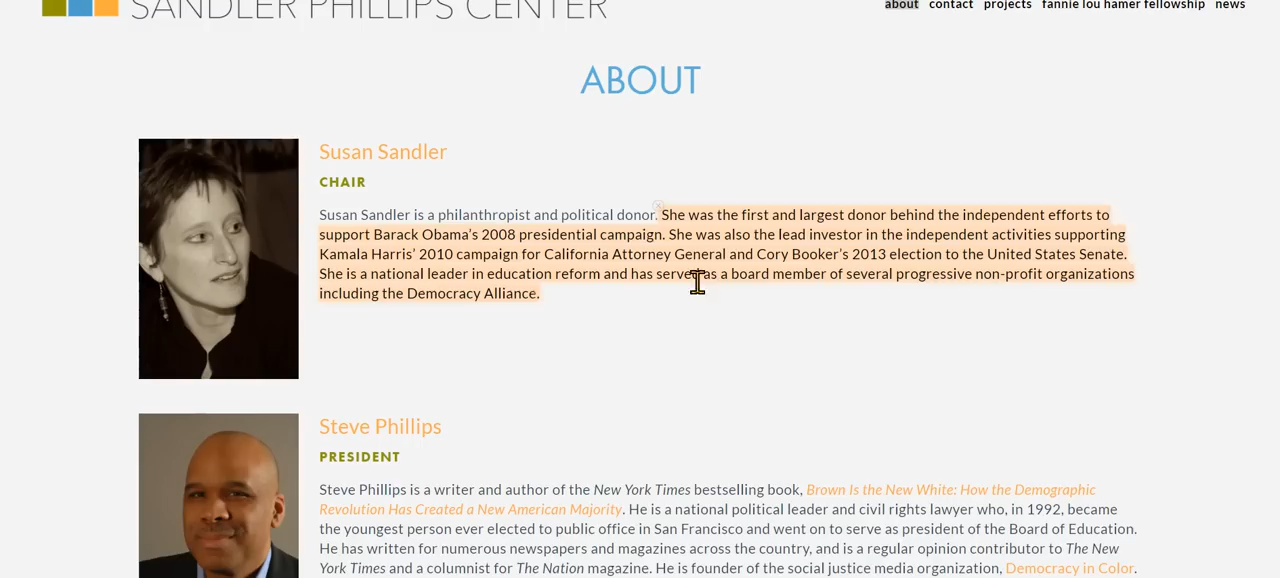 SANDLER PHILLIPS CENTER
about contact projects fannie lou hamer fellowship news
ABOUT
Susan Sandler
CHAIR
Susan Sandler is a philanthropist and political donor. She was the first and largest donor behind the independent efforts to
support Barack Obama's 2008 presidential campaign. She was also the lead investor in the independent activities supporting
Kamala Harris' 2010 campaign for California Attorney General and Cory Booker's 2013 election to the United States Senate.
She is a national leader in education reform and has served as a board member of several progressive non-profit organizations
including the Democracy Alliance.
Steve Phillips
PRESIDENT
Steve Phillips is a writer and author of the New York Times bestselling book, Brown Is the New White: How the Demographic
Revolution Has Created a New American Majority. He is a national political leader and civil rights lawyer who, in 1992, became
the youngest person ever elected to public office in San Francisco and went on to serve as president of the Board of Education.
He has written for numerous newspapers and magazines across the country, and is a regular opinion contributor to The New
York Times and a columnist for The Nation magazine. He is founder of the social justice media organization, Democracy in Color.